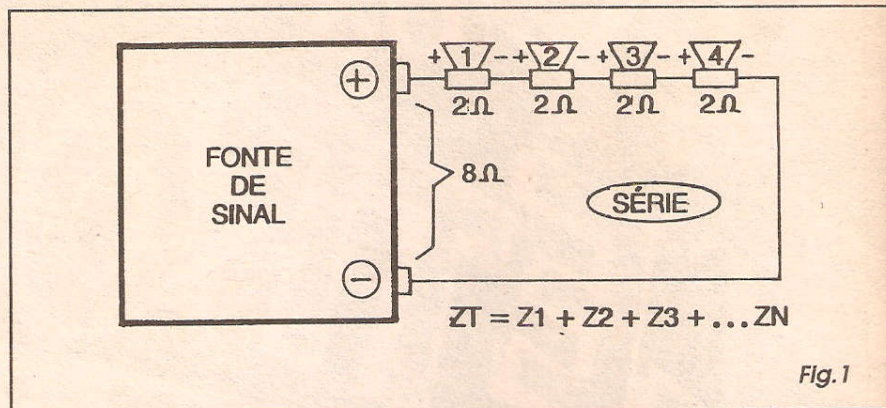 + 1 - + 2 - + 3 - + 4 -
2Ω 2Ω 2Ω 2Ω
+
FONTE
DE
SINAL
8Ω
SÉRIE
−
ZT = Z1 + Z2 + Z3 + ... ZN
Fig.1